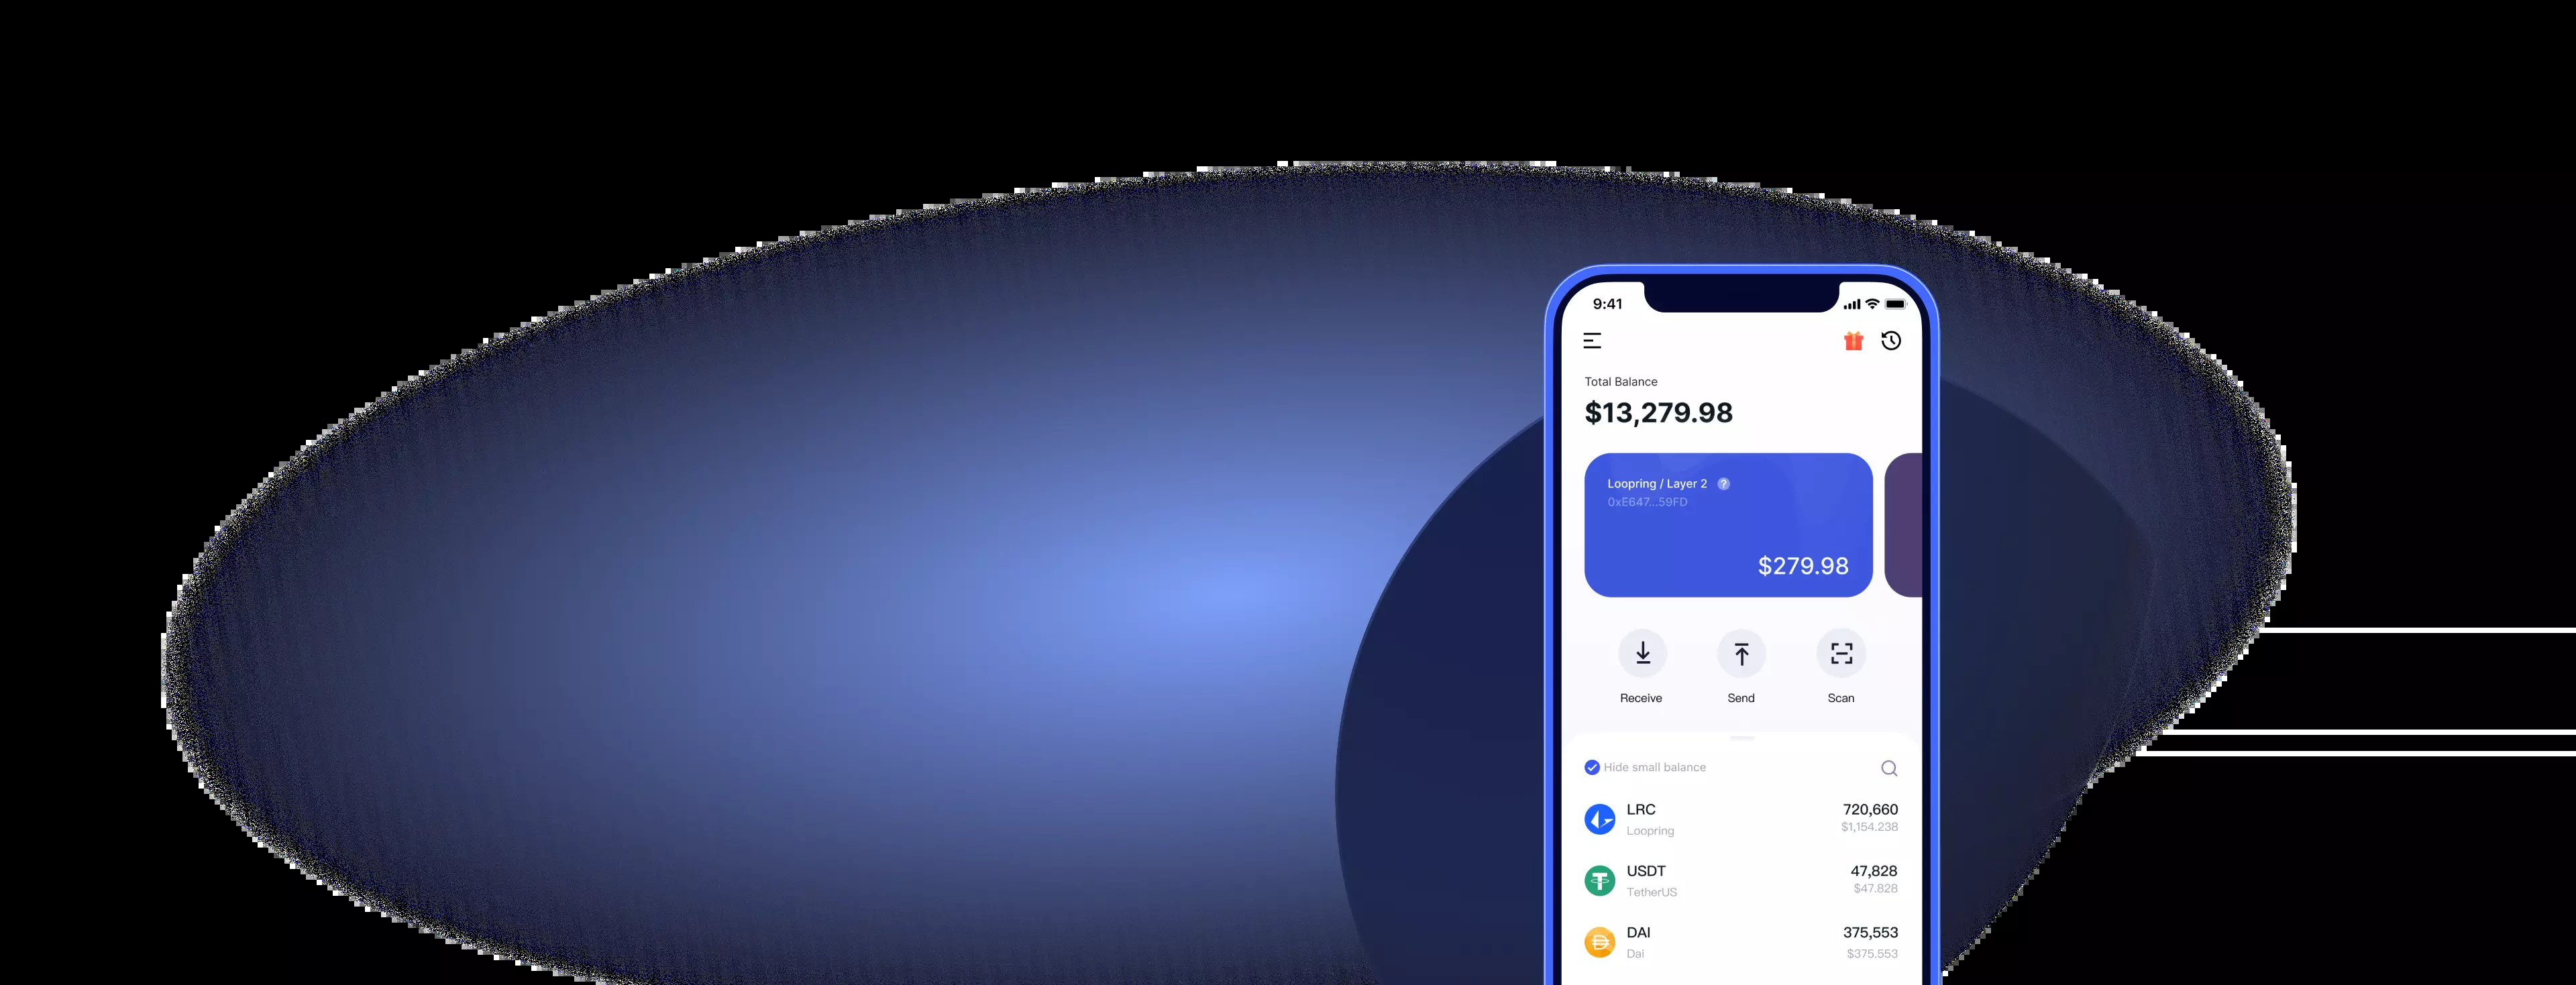 9:41
Total Balance
$13,279.98
Loopring / Layer 2 ?
0xE647...59FD
$279.98
Receive Send Scan
Hide small balance
LRC 720,660
Loopring $1,154.238
USDT 47,828
TetherUS $47.828
DAI 375,553
Dai $375.553